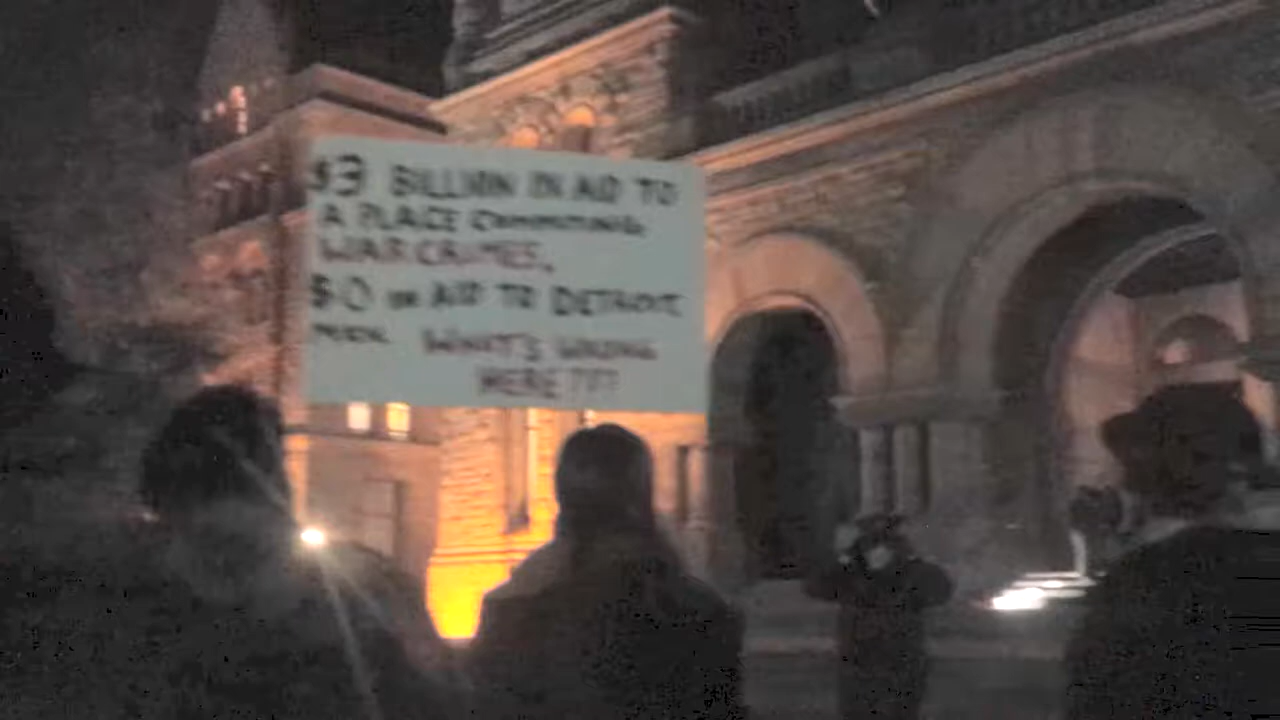 $3 BILLION IN AID TO
A PLACE COMMITTING
WAR CRIMES.
$0 IN AID TO DETROIT
WHAT'S WRONG
HERE???